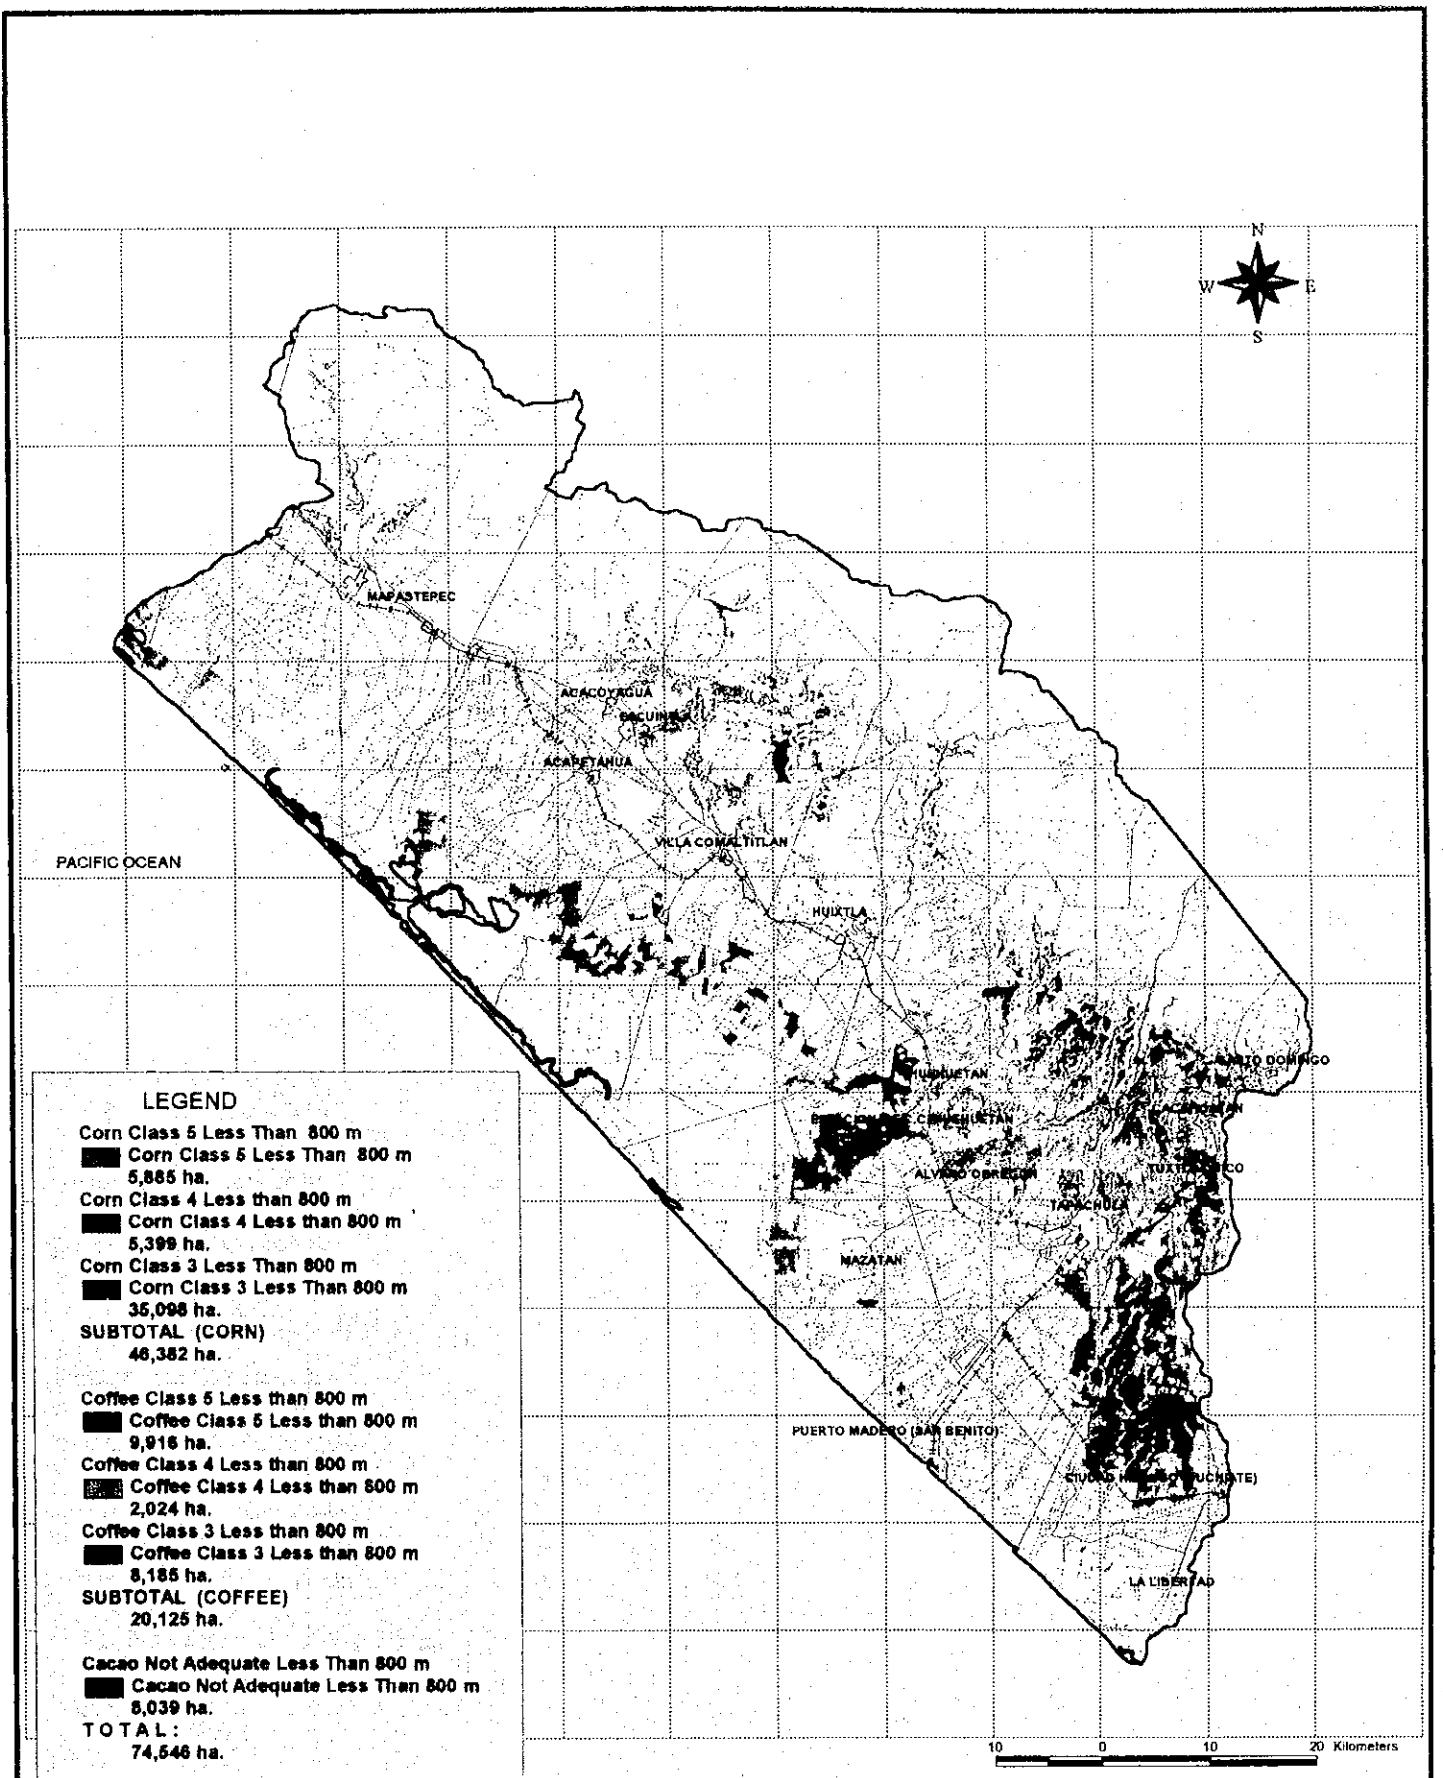 N
W E
S
MAPASTEPEC
ACACOYAGUA
ESCUINTLA
ACAPETAHUA
VILLA COMALTITLAN
PACIFIC OCEAN
HUIXTLA
SANTO DOMINGO
HUEHUETAN
CACAHOATAN
ALVARO OBREGON
TUXTLA CHICO
TAPACHULA
MAZATAN
PUERTO MADERO (SAN BENITO)
CIUDAD HIDALGO (SUCHIATE)
LA LIBERTAD
LEGEND
Corn Class 5 Less Than 800 m
Corn Class 5 Less Than 800 m
5,885 ha.
Corn Class 4 Less than 800 m
Corn Class 4 Less than 800 m
5,399 ha.
Corn Class 3 Less Than 800 m
Corn Class 3 Less Than 800 m
35,098 ha.
SUBTOTAL (CORN)
46,382 ha.
Coffee Class 5 Less than 800 m
Coffee Class 5 Less than 800 m
9,916 ha.
Coffee Class 4 Less than 800 m
Coffee Class 4 Less than 800 m
2,024 ha.
Coffee Class 3 Less than 800 m
Coffee Class 3 Less than 800 m
8,185 ha.
SUBTOTAL (COFFEE)
20,125 ha.
Cacao Not Adequate Less Than 800 m
Cacao Not Adequate Less Than 800 m
8,039 ha.
TOTAL:
74,546 ha.
10 0 10 20 Kilometers